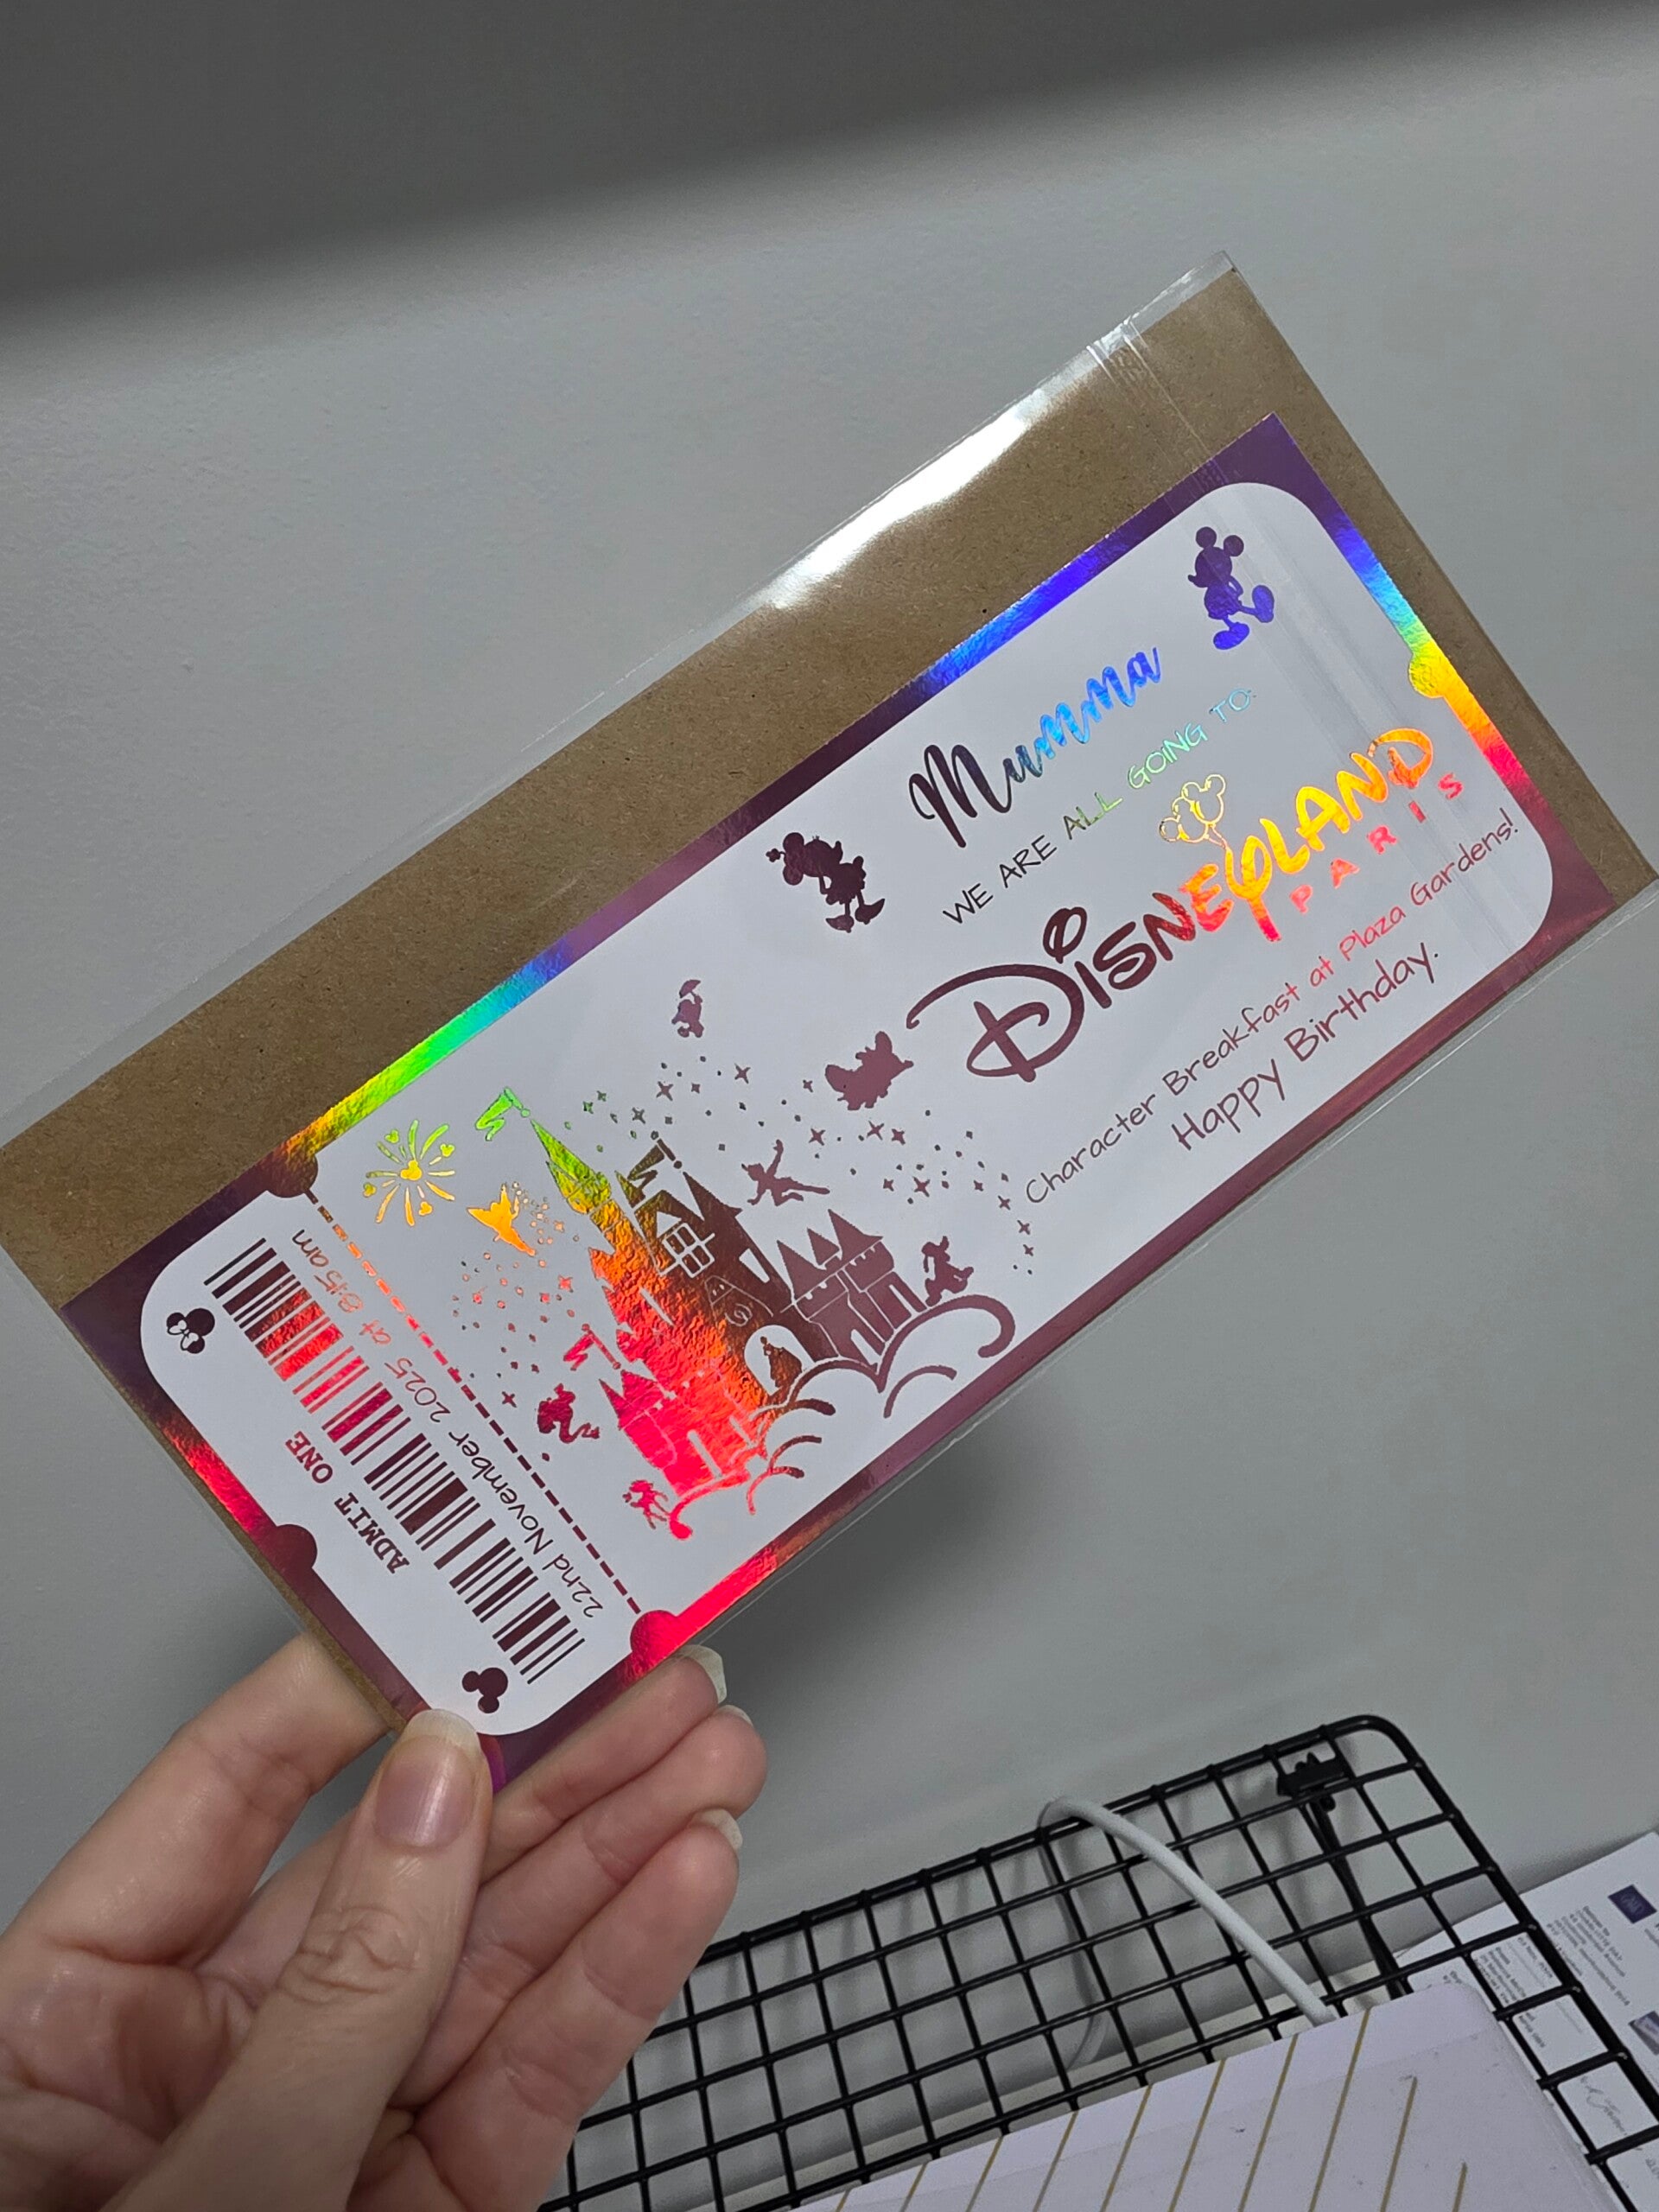 Mumma
WE ARE ALL GOING TO:
DISNEYLAND
PARIS
Character Breakfast at Plaza Gardens!
Happy Birthday.
22nd November 2025 at 8:15am
ADMIT ONE